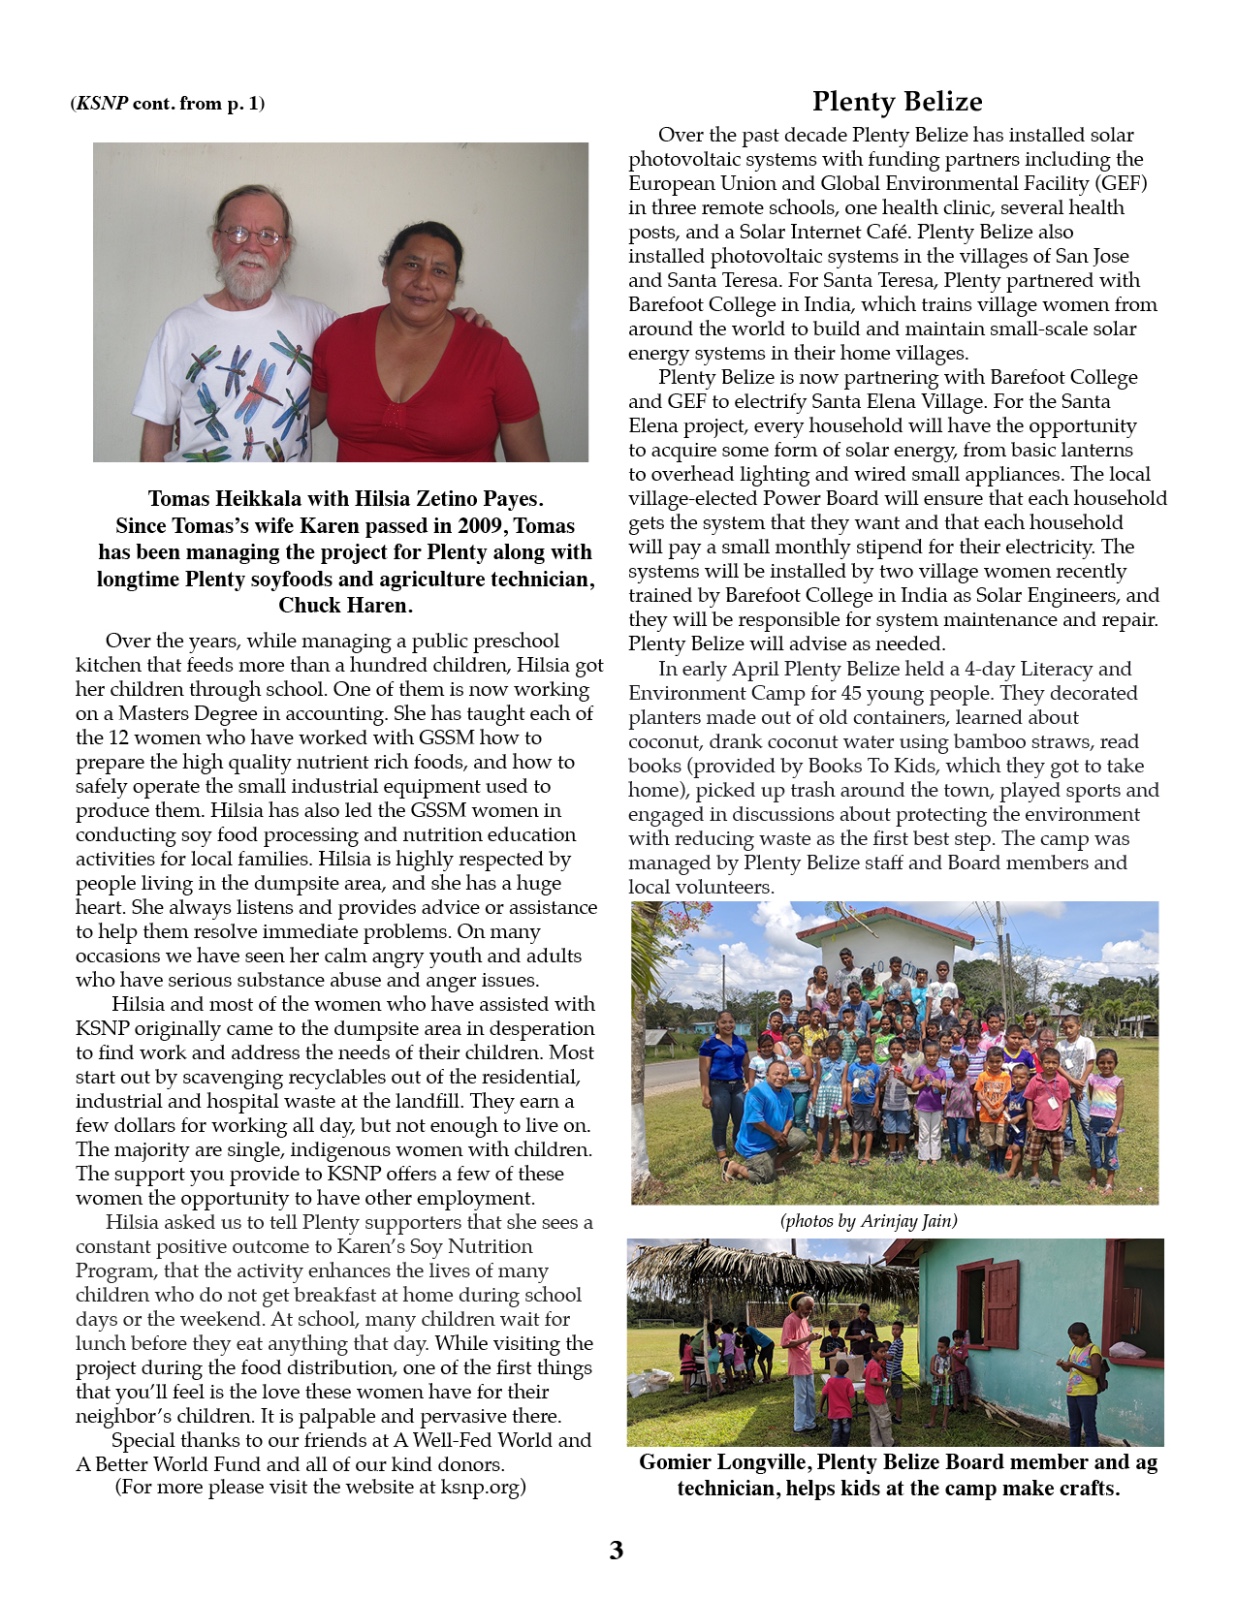 (KSNP cont. from p. 1)
Tomas Heikkala with Hilsia Zetino Payes.
Since Tomas's wife Karen passed in 2009, Tomas
has been managing the project for Plenty along with
longtime Plenty soyfoods and agriculture technician,
Chuck Haren.
Over the years, while managing a public preschool
kitchen that feeds more than a hundred children, Hilsia got
her children through school. One of them is now working
on a Masters Degree in accounting. She has taught each of
the 12 women who have worked with GSSM how to
prepare the high quality nutrient rich foods, and how to
safely operate the small industrial equipment used to
produce them. Hilsia has also led the GSSM women in
conducting soy food processing and nutrition education
activities for local families. Hilsia is highly respected by
people living in the dumpsite area, and she has a huge
heart. She always listens and provides advice or assistance
to help them resolve immediate problems. On many
occasions we have seen her calm angry youth and adults
who have serious substance abuse and anger issues.
Hilsia and most of the women who have assisted with
KSNP originally came to the dumpsite area in desperation
to find work and address the needs of their children. Most
start out by scavenging recyclables out of the residential,
industrial and hospital waste at the landfill. They earn a
few dollars for working all day, but not enough to live on.
The majority are single, indigenous women with children.
The support you provide to KSNP offers a few of these
women the opportunity to have other employment.
Hilsia asked us to tell Plenty supporters that she sees a
constant positive outcome to Karen's Soy Nutrition
Program, that the activity enhances the lives of many
children who do not get breakfast at home during school
days or the weekend. At school, many children wait for
lunch before they eat anything that day. While visiting the
project during the food distribution, one of the first things
that you'll feel is the love these women have for their
neighbor's children. It is palpable and pervasive there.
Special thanks to our friends at A Well-Fed World and
A Better World Fund and all of our kind donors.
(For more please visit the website at ksnp.org)
Plenty Belize
Over the past decade Plenty Belize has installed solar
photovoltaic systems with funding partners including the
European Union and Global Environmental Facility (GEF)
in three remote schools, one health clinic, several health
posts, and a Solar Internet Café. Plenty Belize also
installed photovoltaic systems in the villages of San Jose
and Santa Teresa. For Santa Teresa, Plenty partnered with
Barefoot College in India, which trains village women from
around the world to build and maintain small-scale solar
energy systems in their home villages.
Plenty Belize is now partnering with Barefoot College
and GEF to electrify Santa Elena Village. For the Santa
Elena project, every household will have the opportunity
to acquire some form of solar energy, from basic lanterns
to overhead lighting and wired small appliances. The local
village-elected Power Board will ensure that each household
gets the system that they want and that each household
will pay a small monthly stipend for their electricity. The
systems will be installed by two village women recently
trained by Barefoot College in India as Solar Engineers, and
they will be responsible for system maintenance and repair.
Plenty Belize will advise as needed.
In early April Plenty Belize held a 4-day Literacy and
Environment Camp for 45 young people. They decorated
planters made out of old containers, learned about
coconut, drank coconut water using bamboo straws, read
books (provided by Books To Kids, which they got to take
home), picked up trash around the town, played sports and
engaged in discussions about protecting the environment
with reducing waste as the first best step. The camp was
managed by Plenty Belize staff and Board members and
local volunteers.
to
(photos by Arinjay Jain)
Gomier Longville, Plenty Belize Board member and ag
technician, helps kids at the camp make crafts.
3